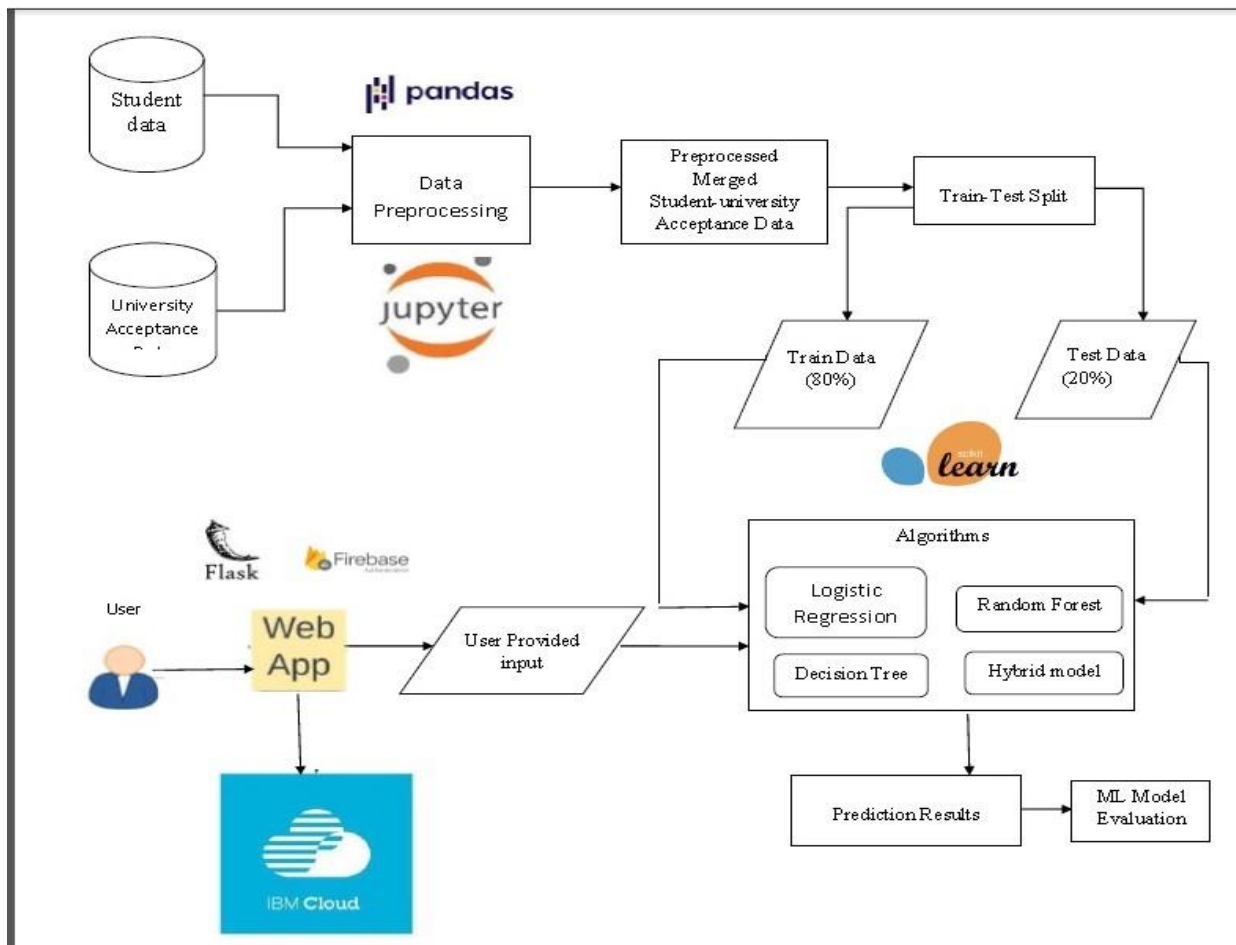 Student
data
pandas
Data
Preprocessing
Preprocessed
Merged
Student-university
Acceptance Data
Train-Test Split
University
Acceptance
jupyter
Train Data
(80%)
Test Data
(20%)
scikit
learn
Flask
Firebase
Algorithms
Logistic
Regression
Random Forest
Decision Tree
Hybrid model
User
Web
App
User Provided
input
Prediction Results
ML Model
Evaluation
IBM Cloud